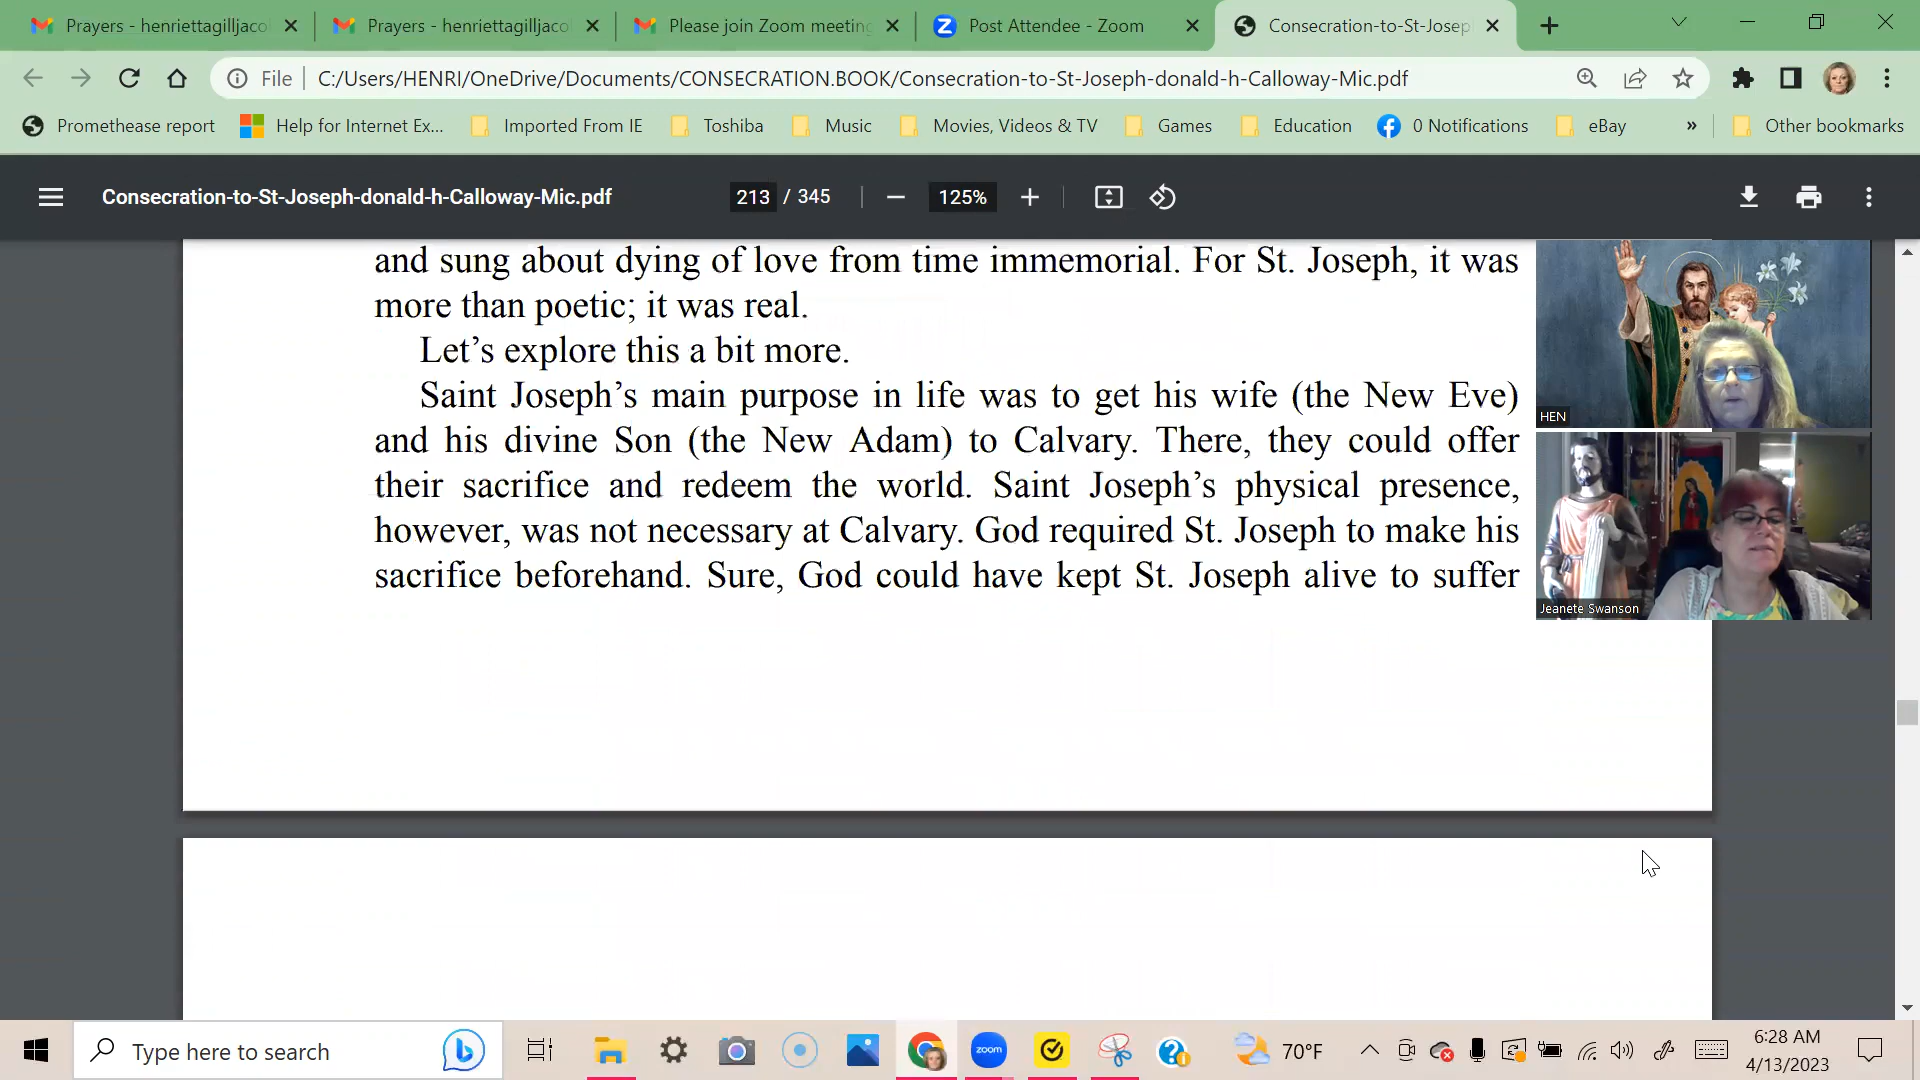 Prayers - henriettagilljaco
Prayers - henriettagilljaco
Please join Zoom meeting
Post Attendee - Zoom
Consecration-to-St-Josep
File
C:/Users/HENRI/OneDrive/Documents/CONSECRATION.BOOK/Consecration-to-St-Joseph-donald-h-Calloway-Mic.pdf
Promethease report
Help for Internet Ex...
Imported From IE
Toshiba
Music
Movies, Videos & TV
Games
Education
0 Notifications
eBay
»
Other bookmarks
Consecration-to-St-Joseph-donald-h-Calloway-Mic.pdf
213 / 345
125%
and sung about dying of love from time immemorial. For St. Joseph, it was
more than poetic; it was real.
Let’s explore this a bit more.
Saint Joseph’s main purpose in life was to get his wife (the New Eve)
and his divine Son (the New Adam) to Calvary. There, they could offer
their sacrifice and redeem the world. Saint Joseph’s physical presence,
however, was not necessary at Calvary. God required St. Joseph to make his
sacrifice beforehand. Sure, God could have kept St. Joseph alive to suffer
HEN
Jeanete Swanson
Type here to search
zoom
70°F
6:28 AM
4/13/2023